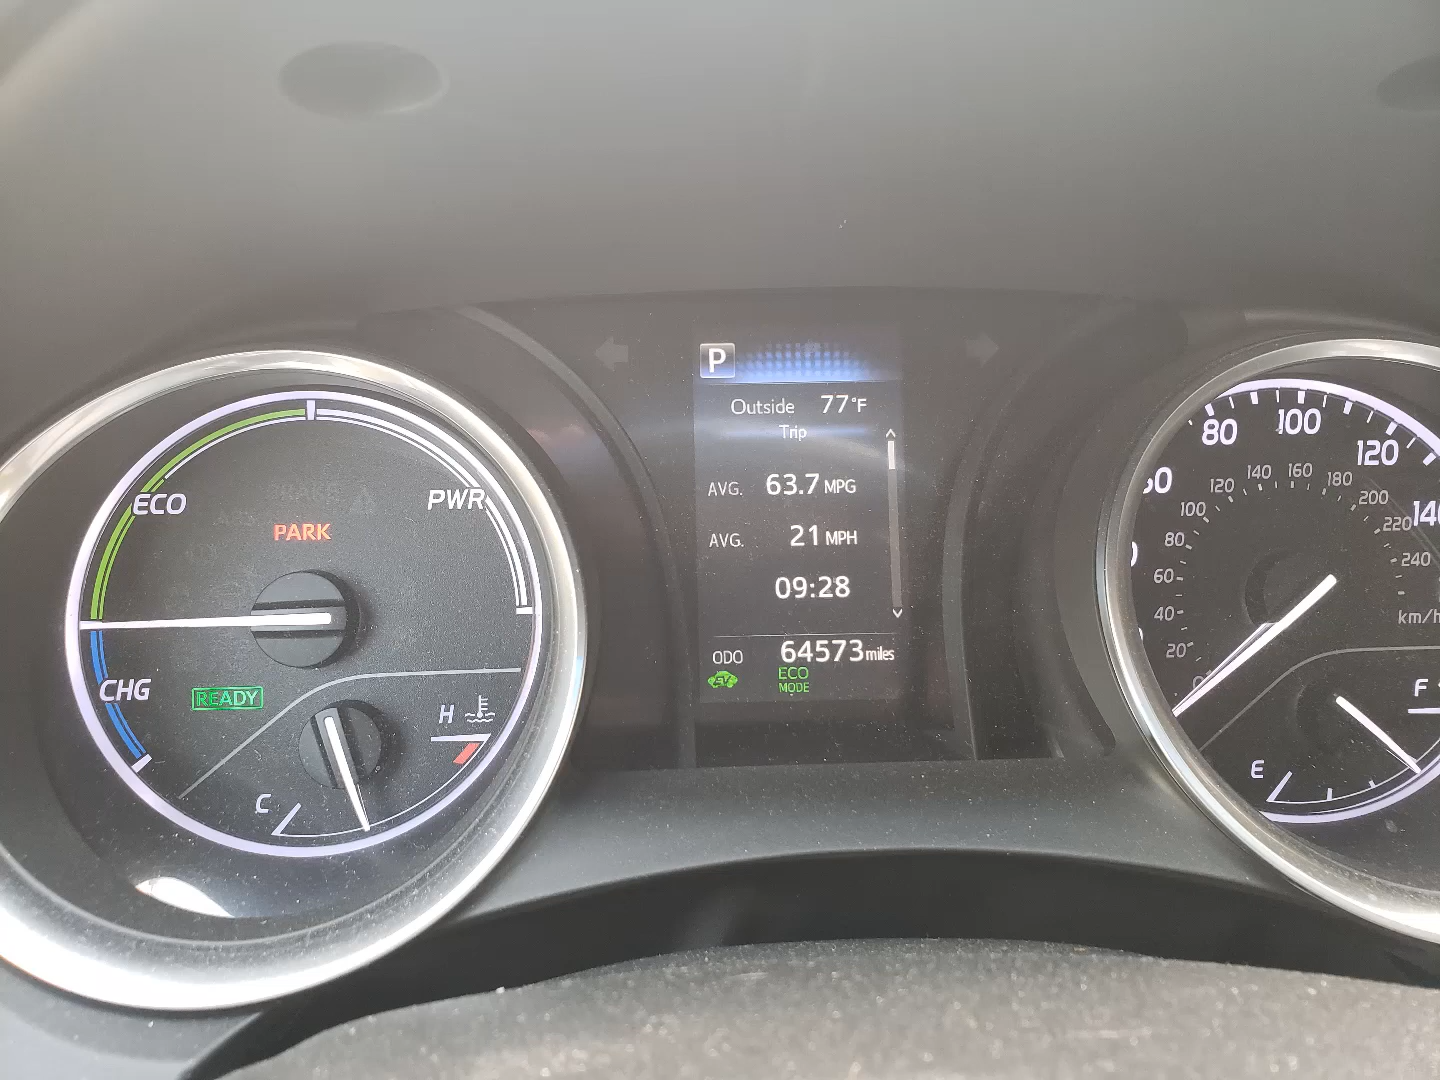 ECO
PWR
PARK
CHG
READY
H
C
P
Outside 77°F
Trip
AVG. 63.7 MPG
AVG. 21 MPH
09:28
ODO 64573 miles
EV
ECO
MODE
80
100
120
20
40
60
80
100
120
140
160
180
200
220
240
km/h
F
E